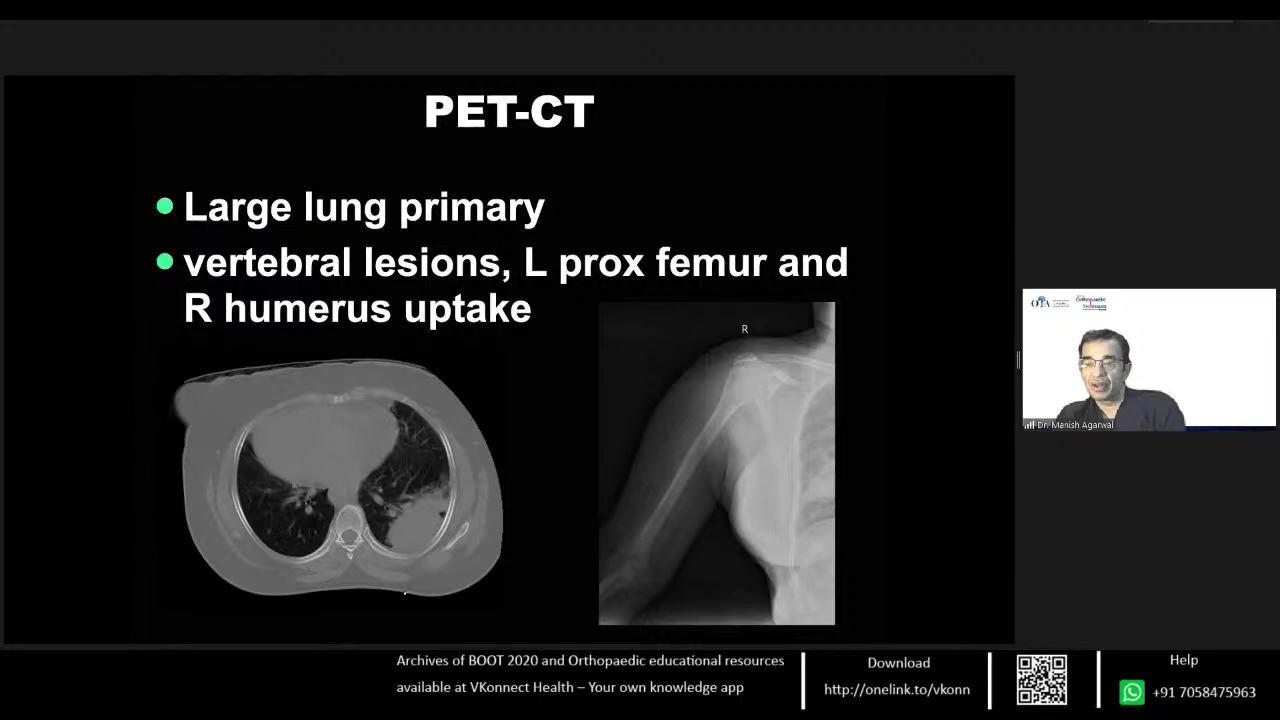 PET-CT
Large lung primary
vertebral lesions, L prox femur and
R humerus uptake
R
OTA
Orthopaedic
Dr. Manish Agarwal
Archives of BOOT 2020 and Orthopaedic educational resources
available at VKonnect Health – Your own knowledge app
Download
http://onelink.to/vkonn
Help
+91 7058475963